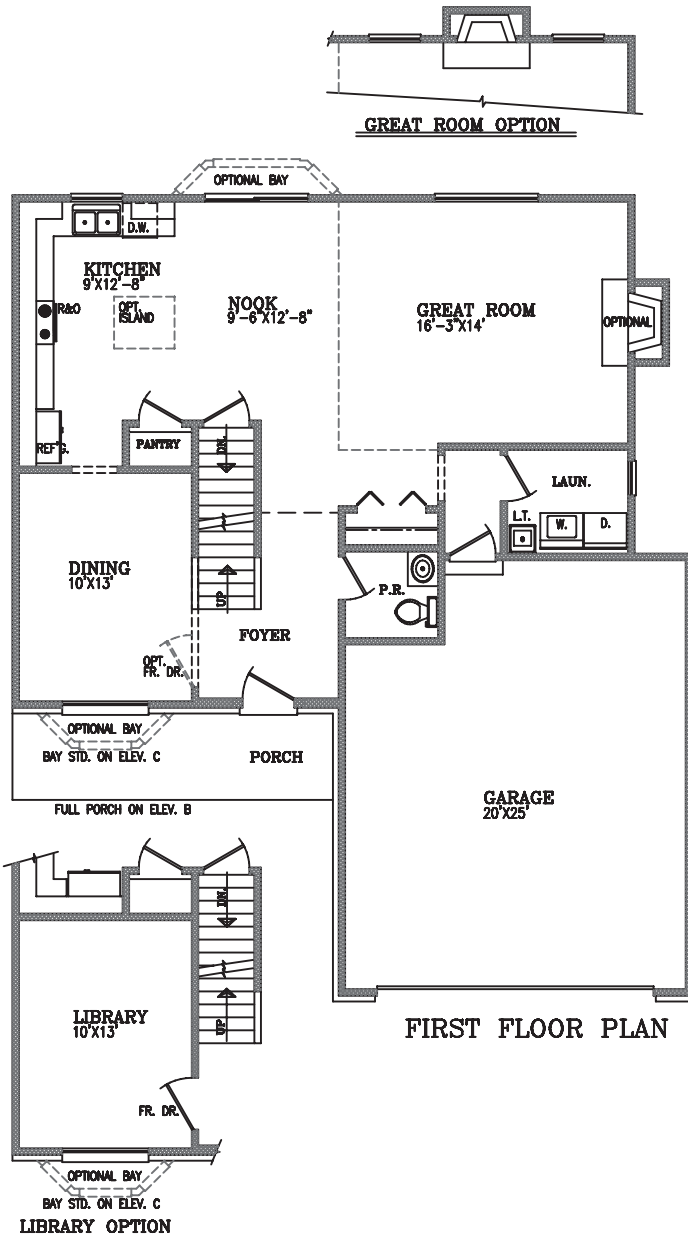 GREAT ROOM OPTION
OPTIONAL BAY
D.W.
KITCHEN
9'X12'-8"
R&O
OPT.
ISLAND
NOOK
9'-6"X12'-8"
GREAT ROOM
16'-3"X14'
OPTIONAL
REF'G.
PANTRY
DN.
LAUN.
L.T.
W.
D.
DINING
10'X13'
UP
P.R.
FOYER
OPT.
FR. DR.
OPTIONAL BAY
BAY STD. ON ELEV. C
PORCH
FULL PORCH ON ELEV. B
GARAGE
20'X25'
DN.
LIBRARY
10'X13'
UP
FIRST FLOOR PLAN
FR. DR.
OPTIONAL BAY
BAY STD. ON ELEV. C
LIBRARY OPTION